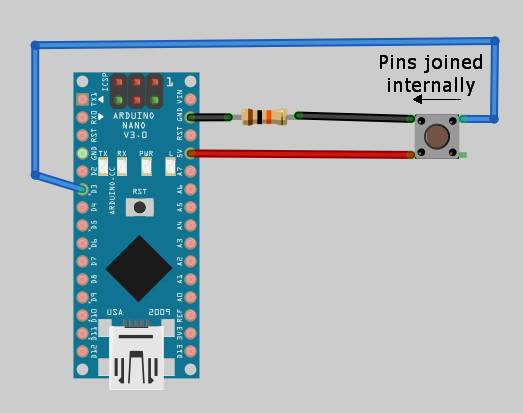 Pins joined
internally
ICSP
1
TX1
RX0
RST
GND
D2
D3
D4
D5
D6
D7
D8
D9
D10
D11
D12
ARDUINO
NANO
V3.0
TX RX PWR L
ARDUINO.CC
RST
USA 2009
VIN
GND
RST
5V
A7
A6
A5
A4
A3
A2
A1
A0
REF
3V3
D13